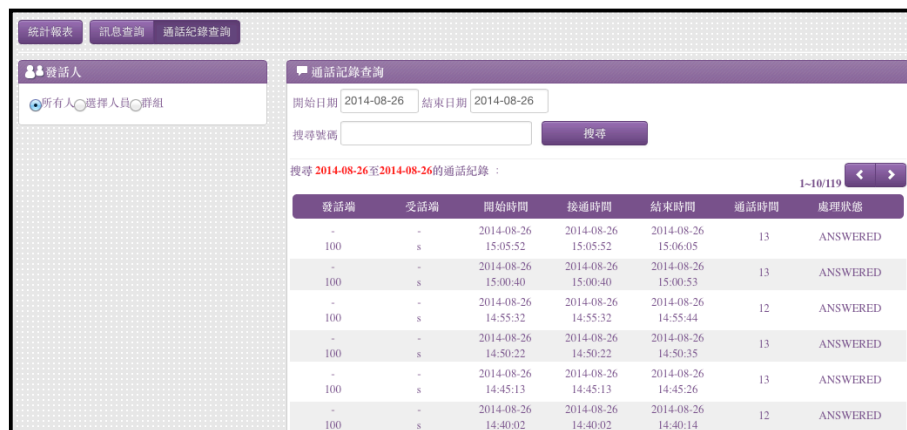 統計報表 訊息查詢 通話紀錄查詢
發話人
所有人 選擇人員 群組
通話記錄查詢
開始日期 2014-08-26 結束日期 2014-08-26
搜尋號碼 搜尋
搜尋 2014-08-26至2014-08-26的通話紀錄 :
1~10/119
發話端 受話端 開始時間 接通時間 結束時間 通話時間 處理狀態
- - 2014-08-26 2014-08-26 2014-08-26 13 ANSWERED
100 s 15:05:52 15:05:52 15:06:05
- - 2014-08-26 2014-08-26 2014-08-26 13 ANSWERED
100 s 15:00:40 15:00:40 15:00:53
- - 2014-08-26 2014-08-26 2014-08-26 12 ANSWERED
100 s 14:55:32 14:55:32 14:55:44
- - 2014-08-26 2014-08-26 2014-08-26 13 ANSWERED
100 s 14:50:22 14:50:22 14:50:35
- - 2014-08-26 2014-08-26 2014-08-26 13 ANSWERED
100 s 14:45:13 14:45:13 14:45:26
- - 2014-08-26 2014-08-26 2014-08-26 12 ANSWERED
100 s 14:40:02 14:40:02 14:40:14